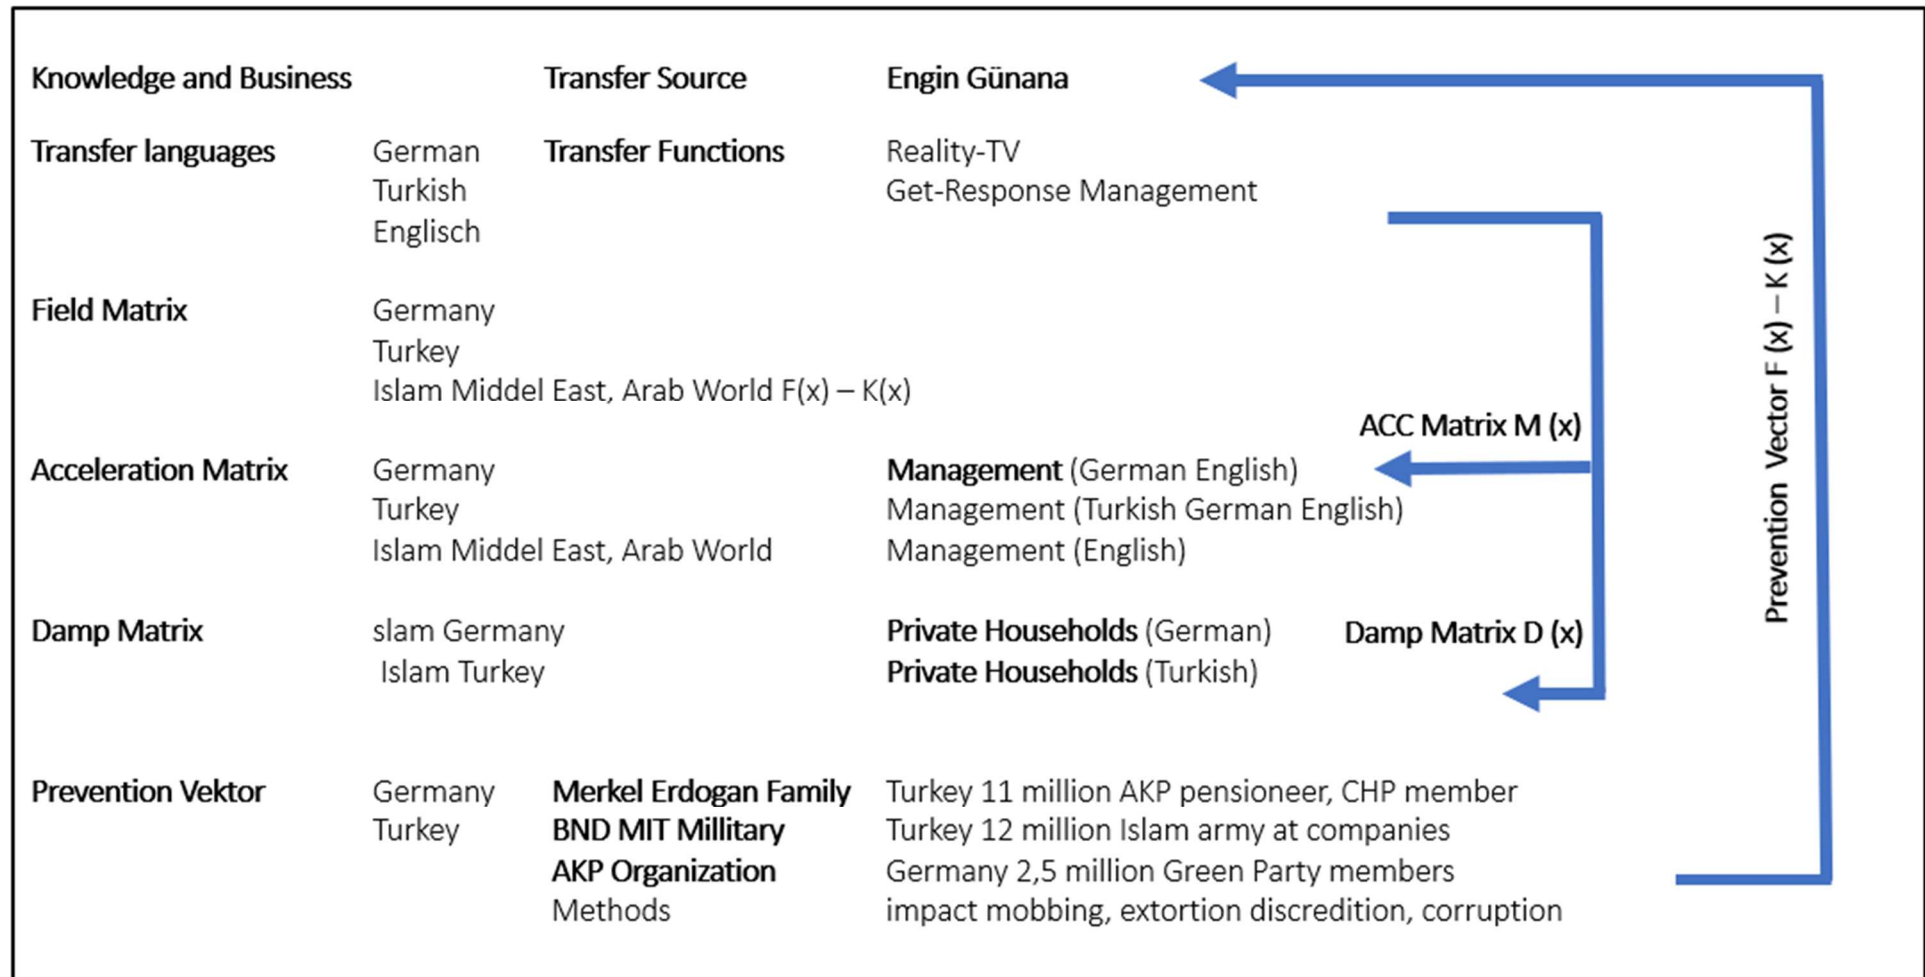 Knowledge and Business Transfer Source Engin Günana
Transfer languages German Transfer Functions Reality-TV
Turkish Get-Response Management
Englisch
Field Matrix Germany
Turkey
Islam Middel East, Arab World F(x) – K(x)
ACC Matrix M (x)
Acceleration Matrix Germany Management (German English)
Turkey Management (Turkish German English)
Islam Middel East, Arab World Management (English)
Damp Matrix slam Germany Private Households (German) Damp Matrix D (x)
Islam Turkey Private Households (Turkish)
Prevention Vektor Germany Merkel Erdogan Family Turkey 11 million AKP pensioneer, CHP member
Turkey BND MIT Millitary Turkey 12 million Islam army at companies
AKP Organization Germany 2,5 million Green Party members
Methods impact mobbing, extortion discredition, corruption
Prevention Vector F (x) – K (x)